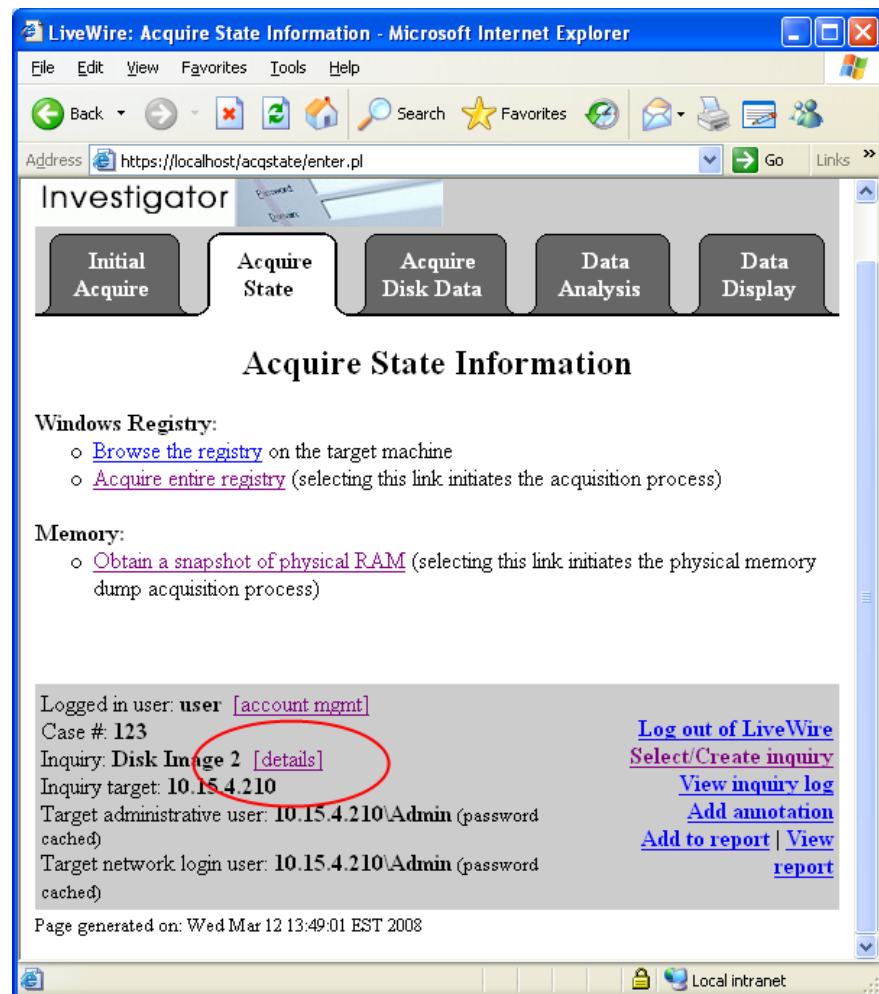 LiveWire: Acquire State Information - Microsoft Internet Explorer
File Edit View Favorites Tools Help
Back Search Favorites
Address https://localhost/acqstate/enter.pl Go Links »
Investigator Password Domain
Initial Acquire
Acquire State
Acquire Disk Data
Data Analysis
Data Display
Acquire State Information
Windows Registry:
o Browse the registry on the target machine
o Acquire entire registry (selecting this link initiates the acquisition process)
Memory:
o Obtain a snapshot of physical RAM (selecting this link initiates the physical memory
dump acquisition process)
Logged in user: user [account mgmt]
Case #: 123
Inquiry: Disk Image 2 [details]
Inquiry target: 10.15.4.210
Target administrative user: 10.15.4.210\Admin (password
cached)
Target network login user: 10.15.4.210\Admin (password
cached)
Log out of LiveWire
Select/Create inquiry
View inquiry log
Add annotation
Add to report | View
report
Page generated on: Wed Mar 12 13:49:01 EST 2008
Local intranet